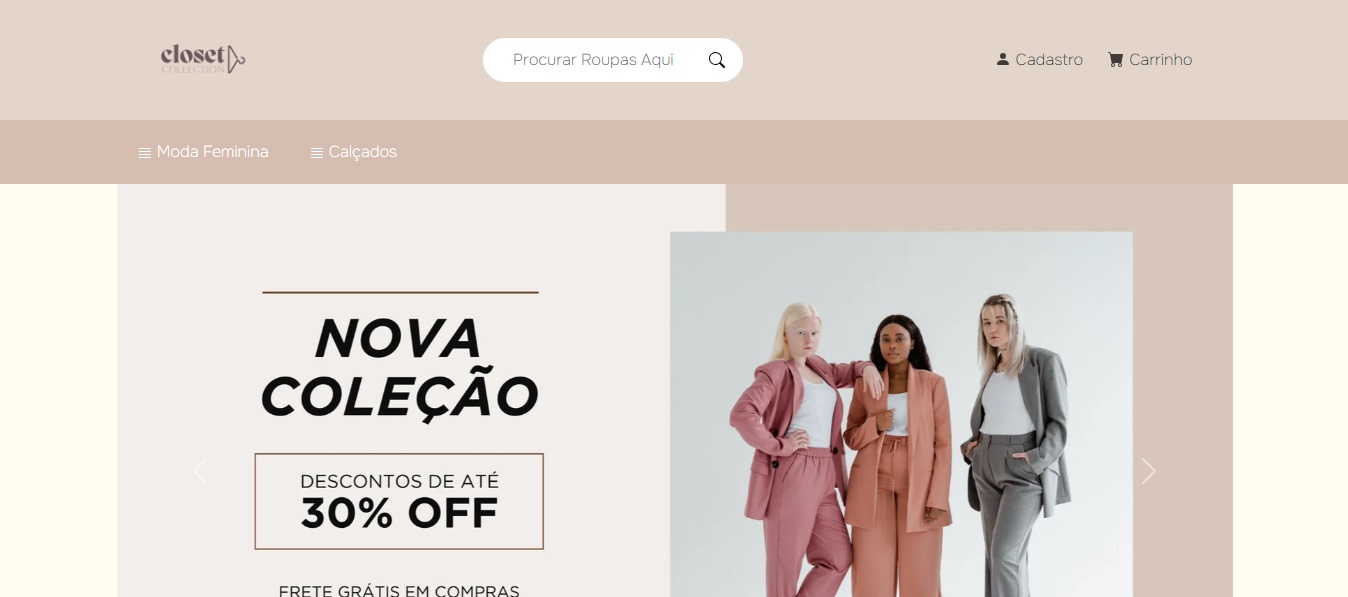 closet
COLLECTION
Procurar Roupas Aqui
Cadastro
Carrinho
Moda Feminina
Calçados
NOVA
COLEÇÃO
DESCONTOS DE ATÉ
30% OFF
FRETE GRÁTIS EM COMPRAS